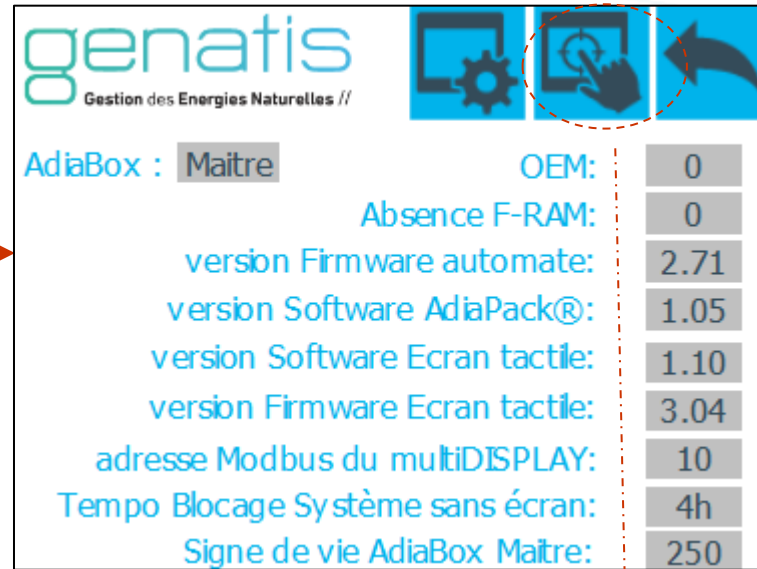 genatis
Gestion des Energies Naturelles //
AdiaBox : Maitre OEM: 0
Absence F-RAM: 0
version Firmware automate: 2.71
version Software AdiaPack®: 1.05
version Software Ecran tactile: 1.10
version Firmware Ecran tactile: 3.04
adresse Modbus du multiDISPLAY: 10
Tempo Blocage Système sans écran: 4h
Signe de vie AdiaBox Maitre: 250